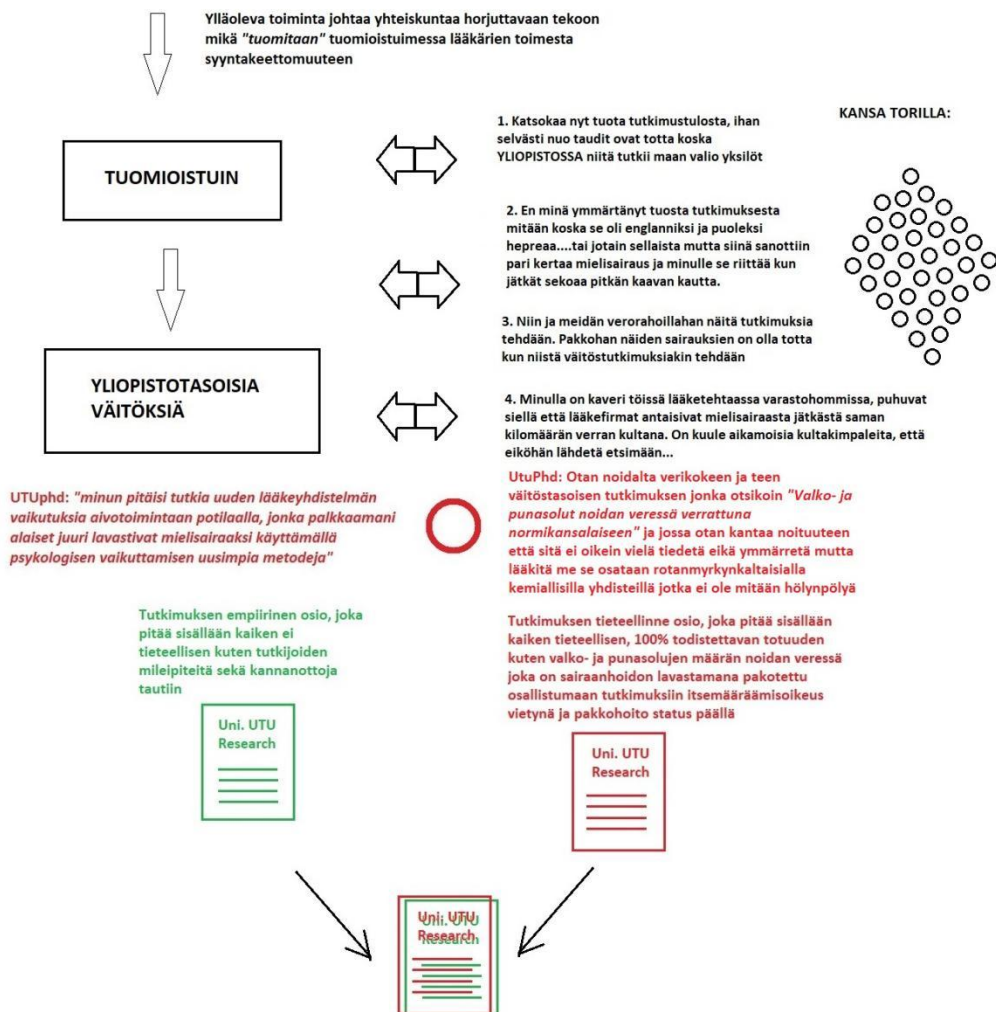 Ylläoleva toiminta johtaa yhteiskuntaa horjuttavaan tekoon
mikä "tuomitaan" tuomioistuimessa lääkärien toimesta
syyntakeettomuuteen
TUOMIOISTUIN
1. Katsokaa nyt tuota tutkimustulosta, ihan
selvästi nuo taudit ovat totta koska
YLIOPISTOSSA niitä tutkii maan valio yksilöt
KANSA TORILLA:
2. En minä ymmärtänyt tuosta tutkimuksesta
mitään koska se oli englanniksi ja puoleksi
hepreaa....tai jotain sellaista mutta siinä sanottiin
pari kertaa mielisairaus ja minulle se riittää kun
jätkät sekoaa pitkän kaavan kautta.
3. Niin ja meidän verorahoillahan näitä tutkimuksia
tehdään. Pakkohan näiden sairauksien on olla totta
kun niistä väitöstutkimuksiakin tehdään
YLIOPISTOTASOISIA
VÄITÖKSIÄ
4. Minulla on kaveri töissä lääketehtaassa varastohommissa, puhuvat
siellä että lääkefirmat antaisivat mielisairaasta jätkästä saman
kilomäärän verran kultana. On kuule aikamoisia kultakimpaleita, että
eiköhän lähdetä etsimään...
UTUphd: "minun pitäisi tutkia uuden lääkeyhdistelmän
vaikutuksia aivotoimintaan potilaalla, jonka palkkaamani
alaiset juuri lavastivat mielisairaaksi käyttämällä
psykologisen vaikuttamisen uusimpia metodeja"
UtuPhd: Otan noidalta verikokeen ja teen
väitöstasoisen tutkimuksen jonka otsikoin "Valko- ja
punasolut noidan veressä verrattuna
normikansalaiseen" ja jossa otan kantaa noituuteen
että sitä ei oikein vielä tiedetä eikä ymmärretä mutta
lääkitä me se osataan rotanmyrkynkaltaisialla
kemiallisilla yhdisteillä jotka ei ole mitään hölynpölyä
Tutkimuksen empiirinen osio, joka
pitää sisällään kaiken ei
tieteellisen kuten tutkijoiden
mileipiteitä sekä kannanottoja
tautiin
Tutkimuksen tieteellinne osio, joka pitää sisällään
kaiken tieteellisen, 100% todistettavan totuuden
kuten valko- ja punasolujen määrän noidan veressä
joka on sairaanhoidon lavastamana pakotettu
osallistumaan tutkimuksiin itsemääräämisoikeus
vietynä ja pakkohoito status päällä
Uni. UTU
Research
Uni. UTU
Research
Uni. UTU
Research
Uni. UTU
Research